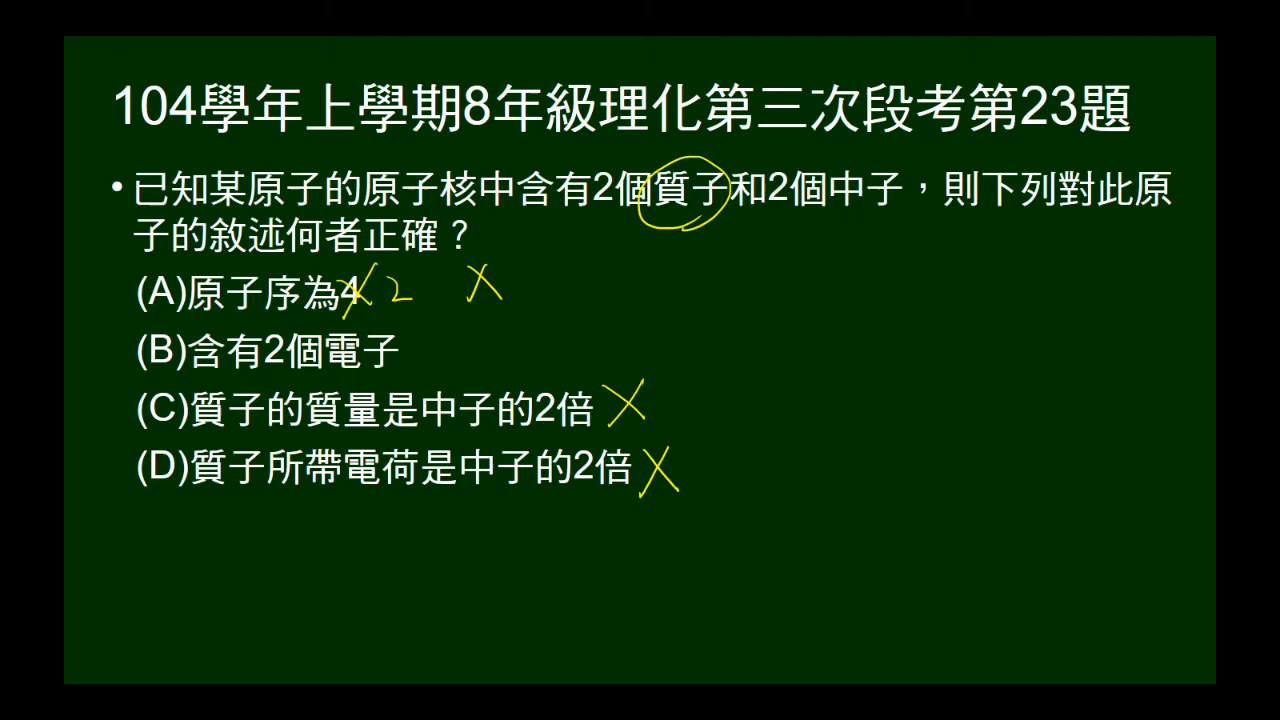 104學年上學期8年級理化第三次段考第23題
• 已知某原子的原子核中含有2個質子和2個中子，則下列對此原
子的敘述何者正確？
(A)原子序為4 2 X
(B)含有2個電子
(C)質子的質量是中子的2倍 X
(D)質子所帶電荷是中子的2倍 X